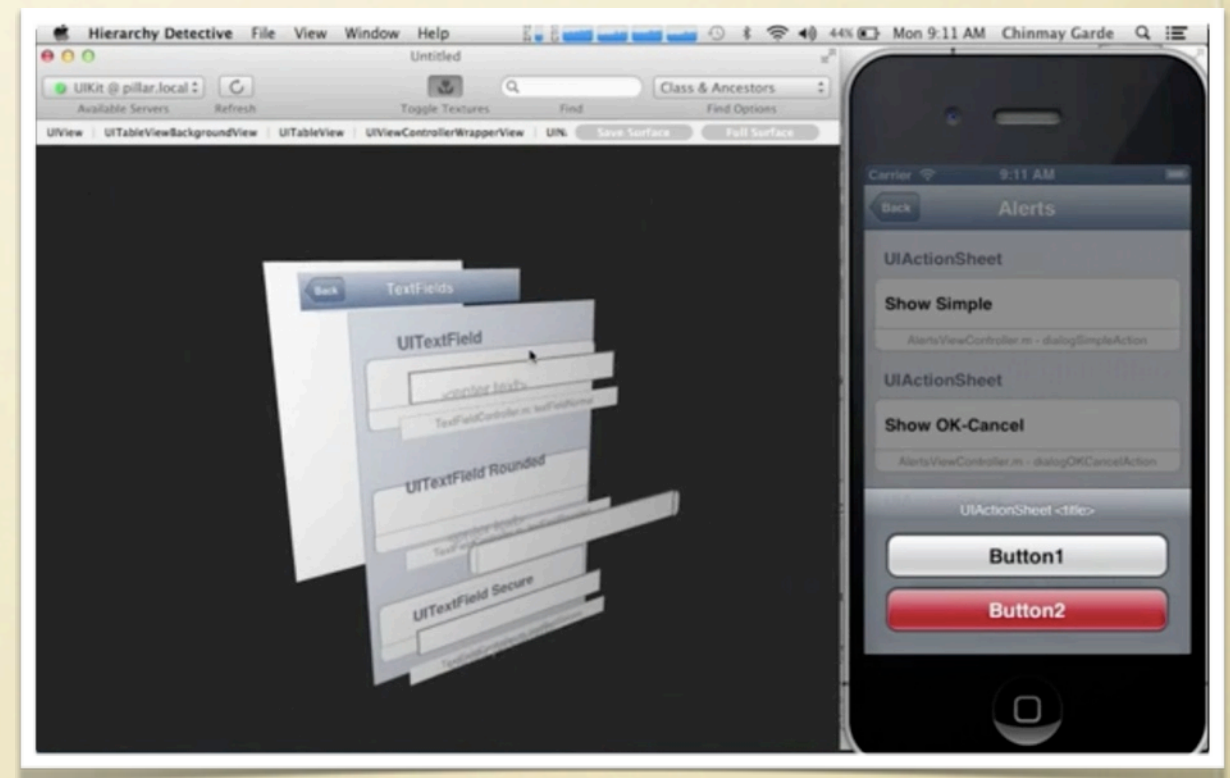 Hierarchy Detective File View Window Help 44% Mon 9:11 AM Chinmay Garde
Untitled
UIKit @ pillar.local
Class & Ancestors
Available Servers Refresh Toggle Textures Find Find Options
UIView UITableViewBackgroundView UITableView UIViewControllerWrapperView Save Surface Full Surface
Back TextFields
UITextField
<enter text>
TextFieldController.m: textFieldNormal
UITextField Rounded
UITextField Secure
Carrier 9:11 AM
Back Alerts
UIActionSheet
Show Simple
AlertsViewController.m - dialogSimpleAction
UIActionSheet
Show OK-Cancel
AlertsViewController.m - dialogOKCancelAction
UIActionSheet <title>
Button1
Button2